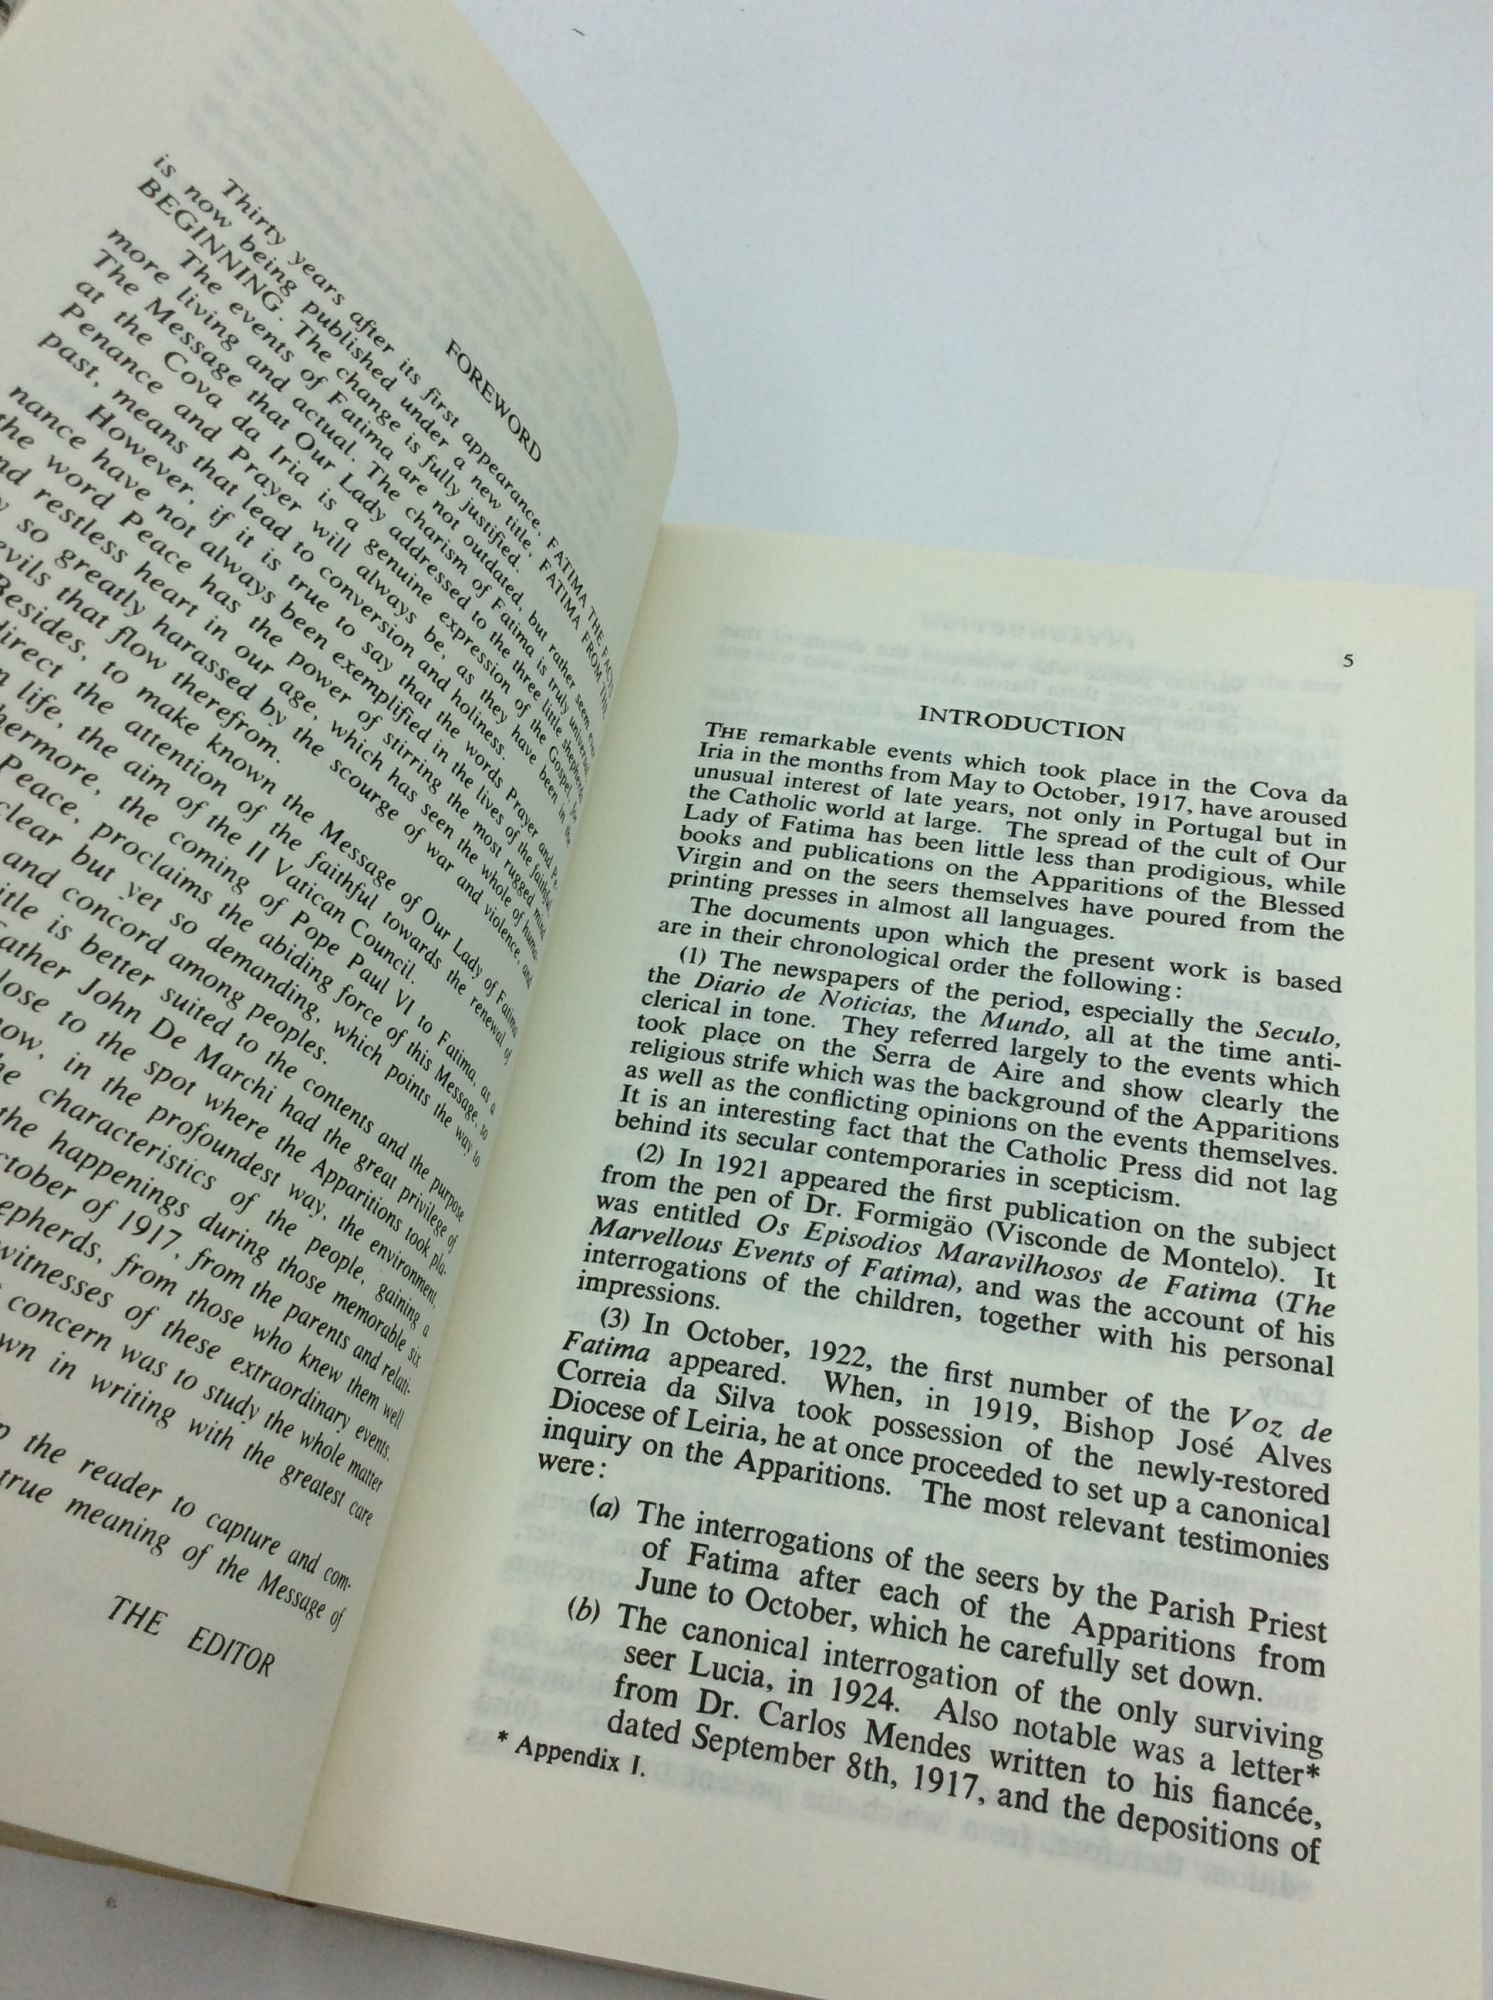 FOREWORD
Thirty years after its first appearance, FATIMA THE FACTS
is now being published under a new title, FATIMA FROM THE
BEGINNING. The change is fully justified.
The events of Fatima are not outdated, but rather seem ever
more living and actual. The charism of Fatima is truly universal.
The Message that Our Lady addressed to the three little shepherds
at the Cova da Iria is a genuine expression of the Gospel, for
Penance and Prayer will always be, as they have been in the
past, means that lead to conversion and holiness.
However, if it is true to say that the words Prayer and Pe-
nance have not always been exemplified in the lives of the faithful,
the word Peace has the power of stirring the most rugged mind
restless heart in our age, which has seen the whole of huma-
so greatly harassed by the scourge of war and violence, and
evils that flow therefrom.
Besides, to make known the Message of Our Lady of Fatima
direct the attention of the faithful towards the renewal of
life, the aim of the II Vatican Council.
the coming of Pope Paul VI to Fatima, as a
Peace, proclaims the abiding force of this Message, so
clear but yet so demanding, which points the way to
and concord among peoples.
title is better suited to the contents and the purpose
Father John De Marchi had the great privilege of
close to the spot where the Apparitions took pla-
in the profoundest way, the environment,
characteristics of the people, gaining a
the happenings during those memorable six
October of 1917, from the parents and relati-
from those who knew them well
witnesses of these extraordinary events.
concern was to study the whole matter
in writing with the greatest care
the reader to capture and com-
true meaning of the Message of
THE EDITOR
5
INTRODUCTION
THE remarkable events which took place in the Cova da
Iria in the months from May to October, 1917, have aroused
unusual interest of late years, not only in Portugal but in
the Catholic world at large. The spread of the cult of Our
Lady of Fatima has been little less than prodigious, while
books and publications on the Apparitions of the Blessed
Virgin and on the seers themselves have poured from the
printing presses in almost all languages.
The documents upon which the present work is based
are in their chronological order the following:
(1) The newspapers of the period, especially the Seculo,
the Diario de Noticias, the Mundo, all at the time anti-
clerical in tone. They referred largely to the events which
took place on the Serra de Aire and show clearly the
religious strife which was the background of the Apparitions
as well as the conflicting opinions on the events themselves.
It is an interesting fact that the Catholic Press did not lag
behind its secular contemporaries in scepticism.
(2) In 1921 appeared the first publication on the subject
from the pen of Dr. Formigäo (Visconde de Montelo). It
was entitled Os Episodios Maravilhosos de Fatima (The
Marvellous Events of Fatima), and was the account of his
interrogations of the children, together with his personal
impressions.
(3) In October, 1922, the first number of the Voz de
Fatima appeared. When, in 1919, Bishop José Alves
Correia da Silva took possession of the newly-restored
Diocese of Leiria, he at once proceeded to set up a canonical
inquiry on the Apparitions. The most relevant testimonies
were:
(a) The interrogations of the seers by the Parish Priest
of Fatima after each of the Apparitions from
June to October, which he carefully set down.
(b) The canonical interrogation of the only surviving
seer Lucia, in 1924. Also notable was a letter*
from Dr. Carlos Mendes written to his fiancée,
dated September 8th, 1917, and the depositions of
* Appendix I.